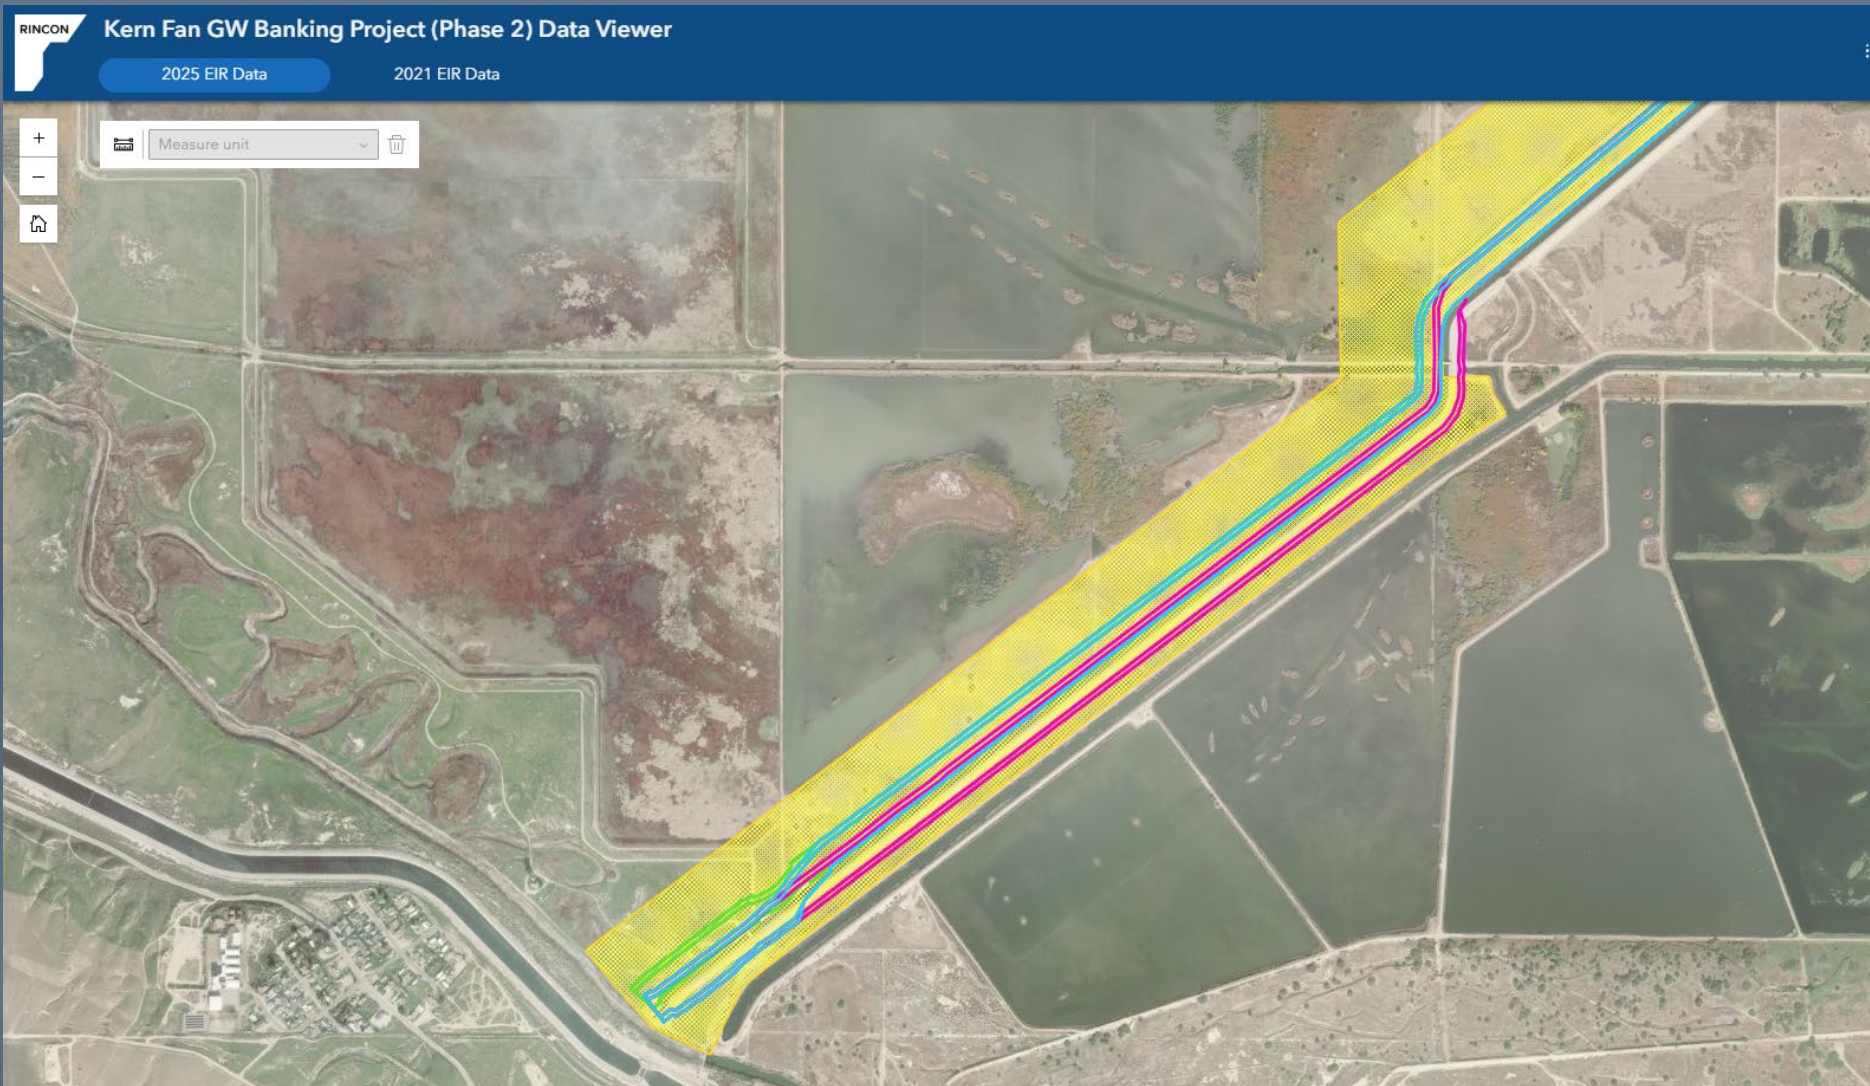 RINCON
Kern Fan GW Banking Project (Phase 2) Data Viewer
2025 EIR Data
2021 EIR Data
+
Measure unit
−